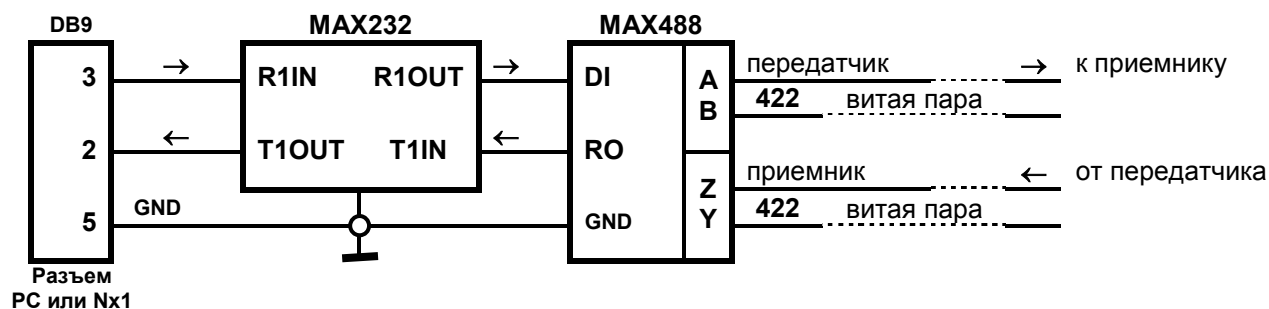 DB9
MAX232
MAX488
3
→
R1IN
R1OUT
→
DI
A
B
передатчик
→
к приемнику
422
витая пара
2
←
T1OUT
T1IN
←
RO
Z
Y
приемник
←
от передатчика
422
витая пара
5
GND
GND
Разъем
PC или Nx1